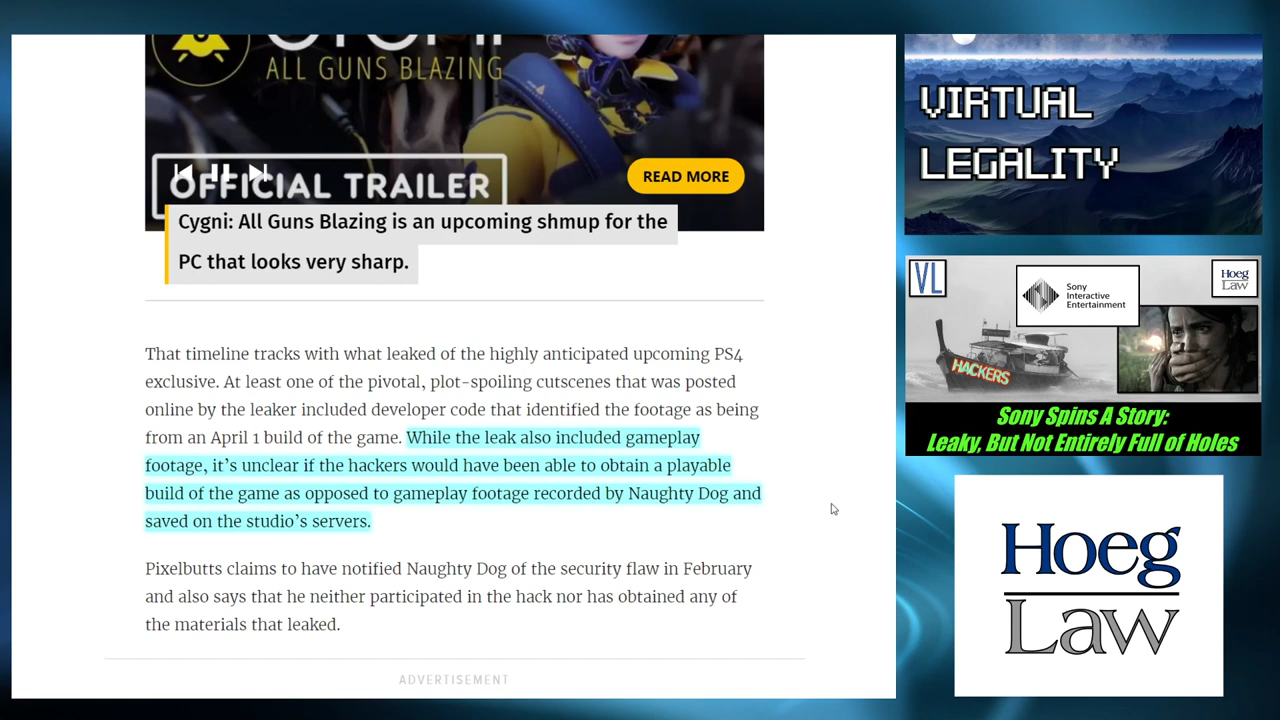 ALL GUNS BLAZING
OFFICIAL TRAILER
READ MORE
Cygni: All Guns Blazing is an upcoming shmup for the
PC that looks very sharp.
That timeline tracks with what leaked of the highly anticipated upcoming PS4
exclusive. At least one of the pivotal, plot-spoiling cutscenes that was posted
online by the leaker included developer code that identified the footage as being
from an April 1 build of the game. While the leak also included gameplay
footage, it’s unclear if the hackers would have been able to obtain a playable
build of the game as opposed to gameplay footage recorded by Naughty Dog and
saved on the studio’s servers.
Pixelbutts claims to have notified Naughty Dog of the security flaw in February
and also says that he neither participated in the hack nor has obtained any of
the materials that leaked.
ADVERTISEMENT
VIRTUAL
LEGALITY
VL
Sony
Interactive
Entertainment
Hoeg
Law
HACKERS
Sony Spins A Story:
Leaky, But Not Entirely Full of Holes
Hoeg
Law